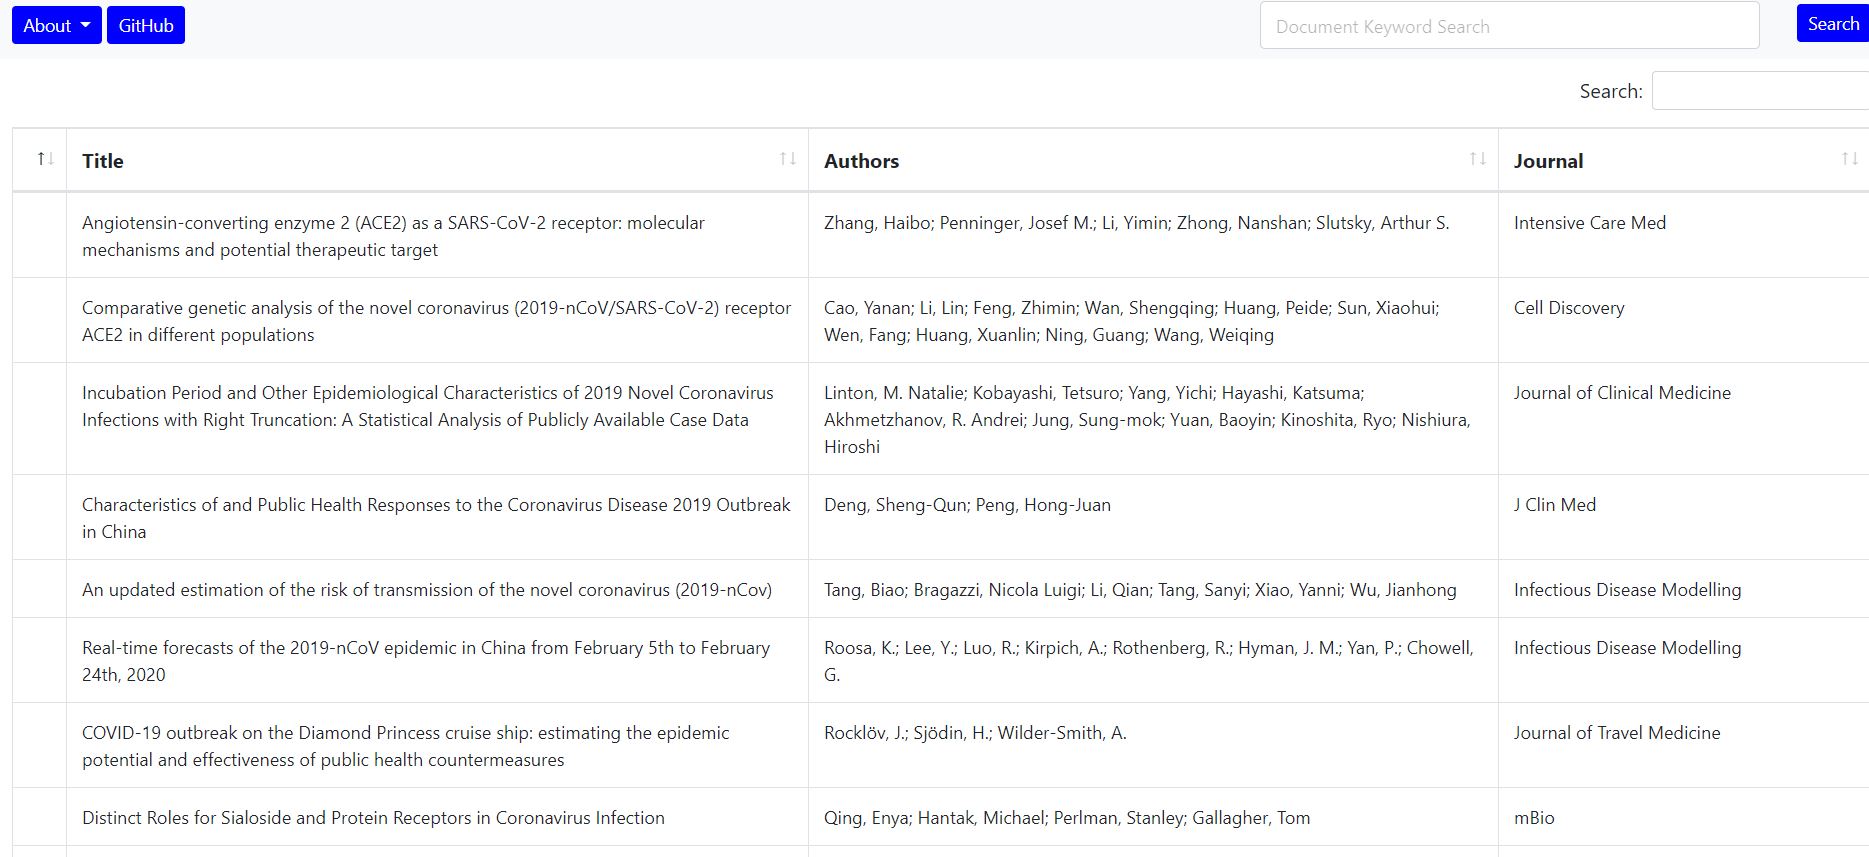 About GitHub Document Keyword Search Search
Search:
Title Authors Journal
Angiotensin-converting enzyme 2 (ACE2) as a SARS-CoV-2 receptor: molecular
mechanisms and potential therapeutic target
Zhang, Haibo; Penninger, Josef M.; Li, Yimin; Zhong, Nanshan; Slutsky, Arthur S.
Intensive Care Med
Comparative genetic analysis of the novel coronavirus (2019-nCoV/SARS-CoV-2) receptor
ACE2 in different populations
Cao, Yanan; Li, Lin; Feng, Zhimin; Wan, Shengqing; Huang, Peide; Sun, Xiaohui;
Wen, Fang; Huang, Xuanlin; Ning, Guang; Wang, Weiqing
Cell Discovery
Incubation Period and Other Epidemiological Characteristics of 2019 Novel Coronavirus
Infections with Right Truncation: A Statistical Analysis of Publicly Available Case Data
Linton, M. Natalie; Kobayashi, Tetsuro; Yang, Yichi; Hayashi, Katsuma;
Akhmetzhanov, R. Andrei; Jung, Sung-mok; Yuan, Baoyin; Kinoshita, Ryo; Nishiura,
Hiroshi
Journal of Clinical Medicine
Characteristics of and Public Health Responses to the Coronavirus Disease 2019 Outbreak
in China
Deng, Sheng-Qun; Peng, Hong-Juan
J Clin Med
An updated estimation of the risk of transmission of the novel coronavirus (2019-nCov)
Tang, Biao; Bragazzi, Nicola Luigi; Li, Qian; Tang, Sanyi; Xiao, Yanni; Wu, Jianhong
Infectious Disease Modelling
Real-time forecasts of the 2019-nCoV epidemic in China from February 5th to February
24th, 2020
Roosa, K.; Lee, Y.; Luo, R.; Kirpich, A.; Rothenberg, R.; Hyman, J. M.; Yan, P.; Chowell,
G.
Infectious Disease Modelling
COVID-19 outbreak on the Diamond Princess cruise ship: estimating the epidemic
potential and effectiveness of public health countermeasures
Rocklöv, J.; Sjödin, H.; Wilder-Smith, A.
Journal of Travel Medicine
Distinct Roles for Sialoside and Protein Receptors in Coronavirus Infection
Qing, Enya; Hantak, Michael; Perlman, Stanley; Gallagher, Tom
mBio